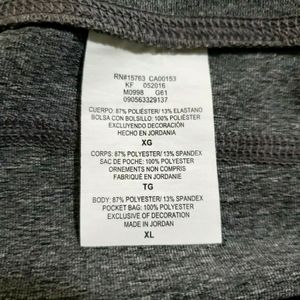 RN#15763 CA00153
KF 052016
M0998 G61
090563329137
CUERPO: 87% POLIÉSTER/ 13% ELASTANO
BOLSA CON BOLSILLO: 100% POLIÉSTER
EXCLUYENDO DECORACIÓN
HECHO EN JORDANIA
XG
CORPS: 87% POLYESTER/ 13% SPANDEX
SAC DE POCHE: 100% POLYESTER
ORNEMENTS NON COMPRIS
FABRIQUÉ EN JORDANIE
TG
BODY: 87% POLYESTER/ 13% SPANDEX
POCKET BAG: 100% POLYESTER
EXCLUSIVE OF DECORATION
MADE IN JORDAN
XL